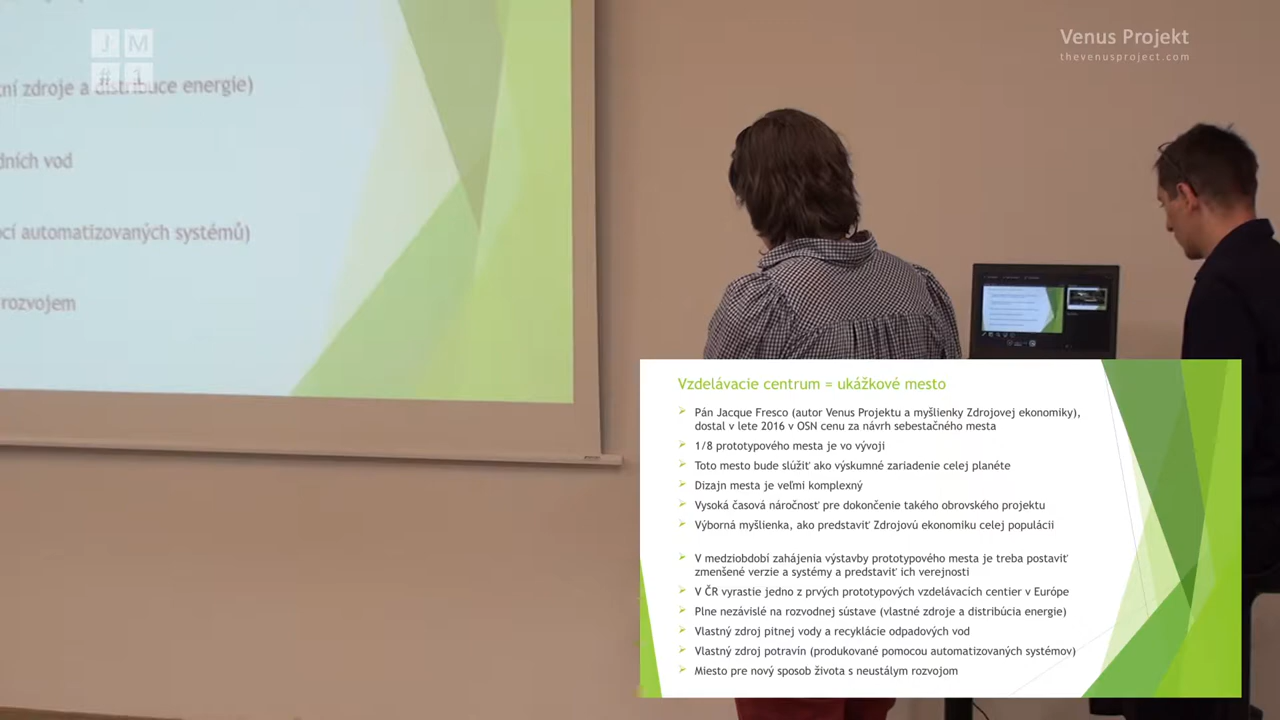 J M
# 1
Venus Projekt
thevenusproject.com
zdroje a distribuce energie)
vod
automatizovaných systémů)
rozvojem
Vzdelávacie centrum = ukážkové mesto
Pán Jacque Fresco (autor Venus Projektu a myšlienky Zdrojovej ekonomiky),
dostal v lete 2016 v OSN cenu za návrh sebestačného mesta
1/8 prototypového mesta je vo vývoji
Toto mesto bude slúžiť ako výskumné zariadenie celej planéte
Dizajn mesta je veľmi komplexný
Vysoká časová náročnosť pre dokončenie takého obrovského projektu
Výborná myšlienka, ako predstaviť Zdrojovú ekonomiku celej populácii
V medziobdobí zahájenia výstavby prototypového mesta je treba postaviť
zmenšené verzie a systémy a predstaviť ich verejnosti
V ČR vyrastie jedno z prvých prototypových vzdelávacích centier v Európe
Plne nezávislé na rozvodnej sústave (vlastné zdroje a distribúcia energie)
Vlastný zdroj pitnej vody a recyklácie odpadových vod
Vlastný zdroj potravín (produkované pomocou automatizovaných systémov)
Miesto pre nový spôsob života s neustálym rozvojom